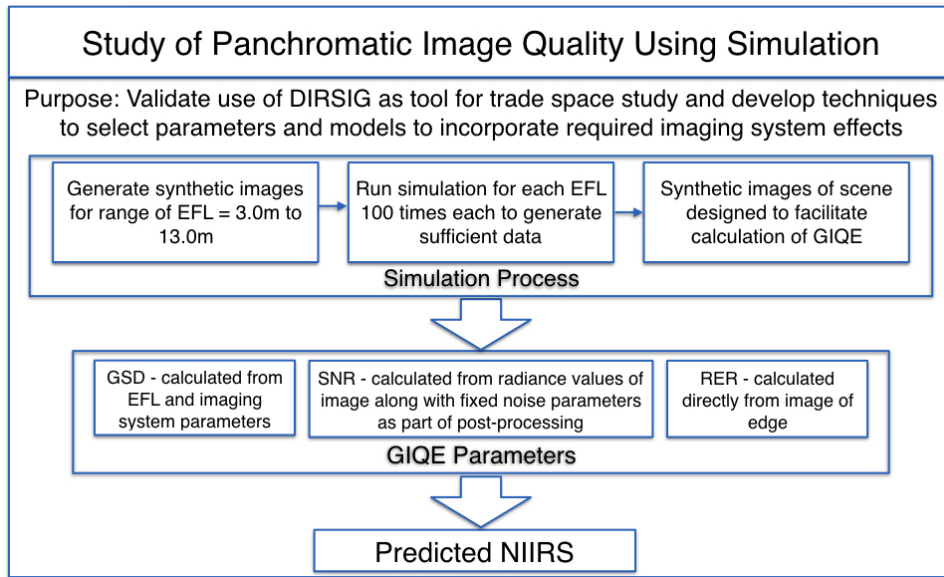 Study of Panchromatic Image Quality Using Simulation
Purpose: Validate use of DIRSIG as tool for trade space study and develop techniques
to select parameters and models to incorporate required imaging system effects
Generate synthetic images
for range of EFL = 3.0m to
13.0m
Run simulation for each EFL
100 times each to generate
sufficient data
Synthetic images of scene
designed to facilitate
calculation of GIQE
Simulation Process
GSD - calculated from
EFL and imaging
system parameters
SNR - calculated from radiance values of
image along with fixed noise parameters
as part of post-processing
RER - calculated
directly from image of
edge
GIQE Parameters
Predicted NIIRS